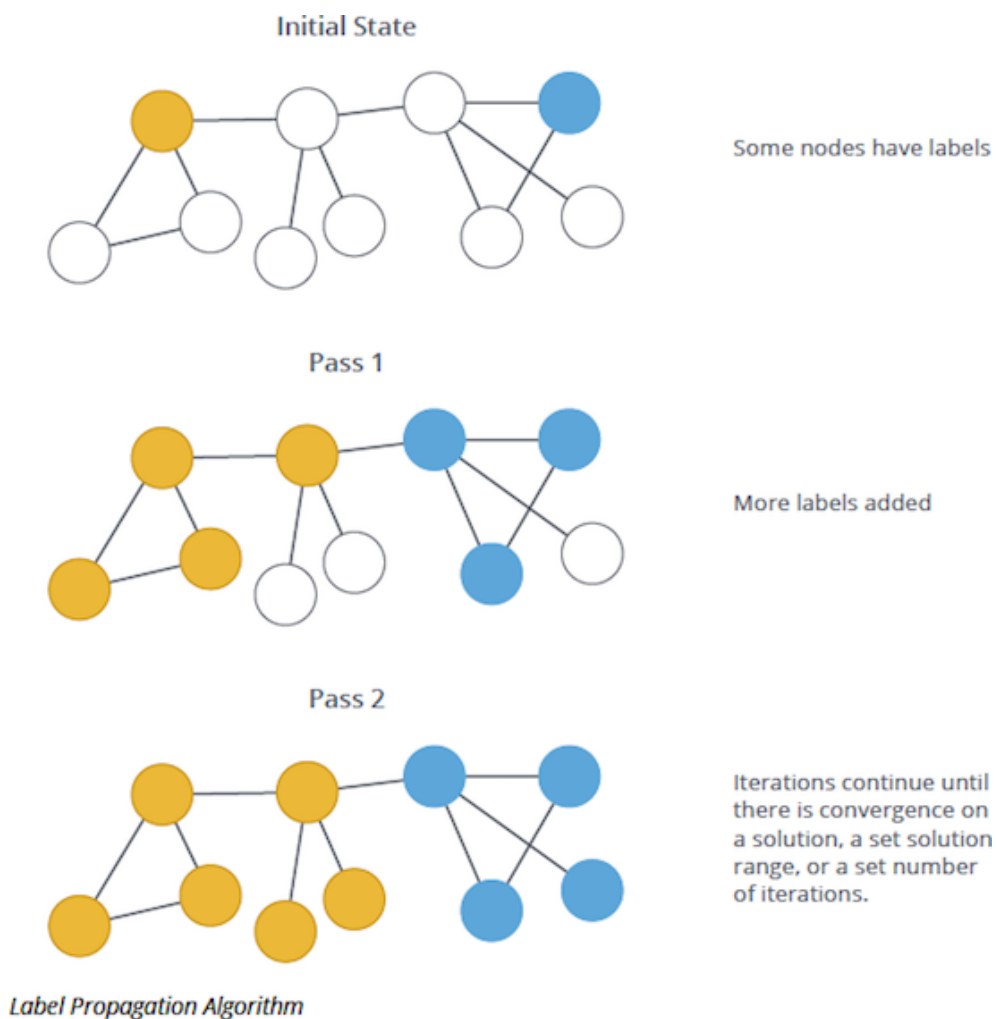 Initial State
Some nodes have labels
Pass 1
More labels added
Pass 2
Iterations continue until
there is convergence on
a solution, a set solution
range, or a set number
of iterations.
Label Propagation Algorithm